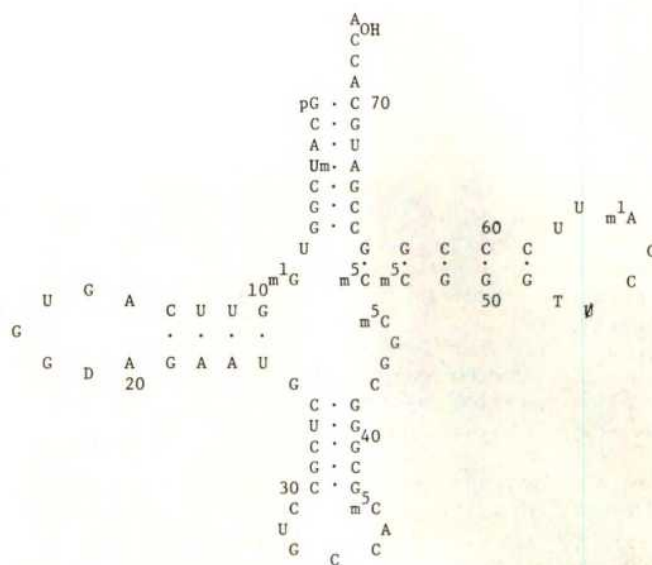 A OH
C
C
A
pG · C 70
C · G
A · U
Um · A
C · G
G · C
G · C
U G G C C C U U m1A
60
m1G m5C m5C G G G T Ψ C G
50
U G A C U U G 10 m5C
G G
G D A G A A U G C
20
G
C · G
U · G 40
C · G
G · C
30 C · G
C m5C
U A
G C C